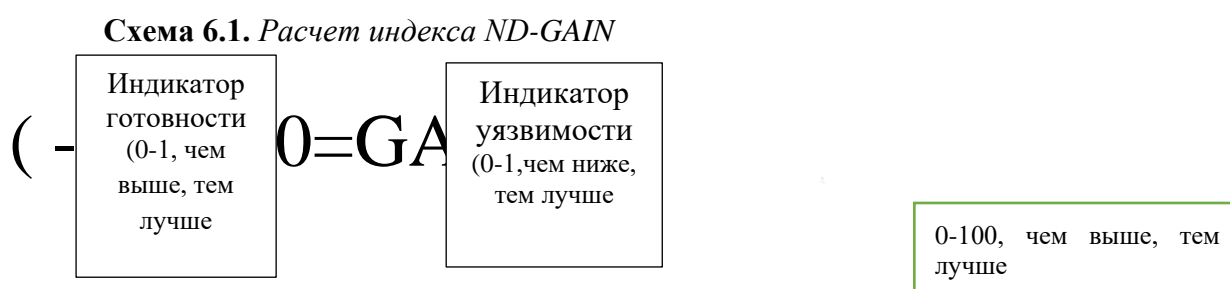 Схема 6.1. Расчет индекса ND-GAIN
Индикатор
готовности
(0-1, чем
выше, тем
лучше
Индикатор
уязвимости
(0-1,чем ниже,
тем лучше
( -
0=GA
0-100, чем выше, тем
лучше